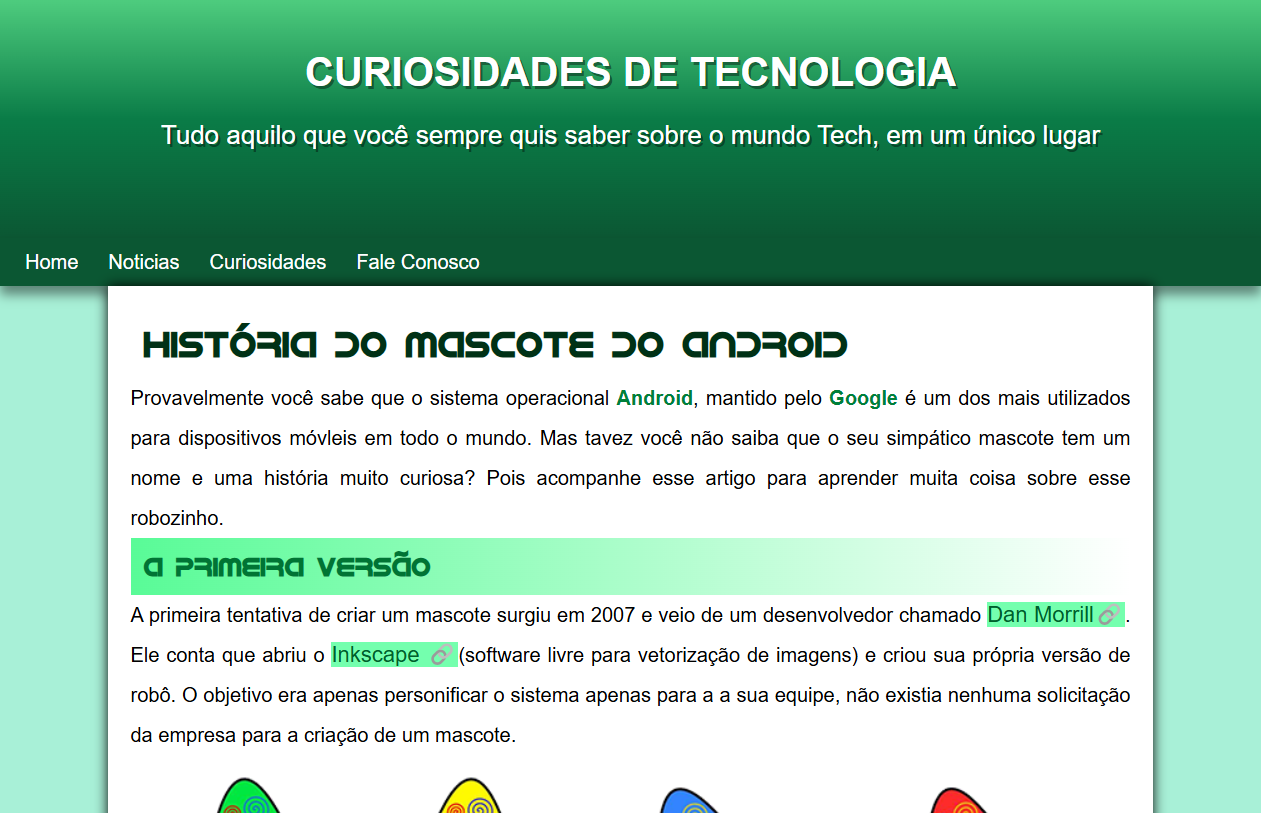 CURIOSIDADES DE TECNOLOGIA
Tudo aquilo que você sempre quis saber sobre o mundo Tech, em um único lugar
Home Noticias Curiosidades Fale Conosco
HISTÓRIA DO MASCOTE DO ANDROID
Provavelmente você sabe que o sistema operacional Android, mantido pelo Google é um dos mais utilizados
para dispositivos móvleis em todo o mundo. Mas tavez você não saiba que o seu simpático mascote tem um
nome e uma história muito curiosa? Pois acompanhe esse artigo para aprender muita coisa sobre esse
robozinho.
A PRIMEIRA VERSÃO
A primeira tentativa de criar um mascote surgiu em 2007 e veio de um desenvolvedor chamado Dan Morrill.
Ele conta que abriu o Inkscape (software livre para vetorização de imagens) e criou sua própria versão de
robô. O objetivo era apenas personificar o sistema apenas para a a sua equipe, não existia nenhuma solicitação
da empresa para a criação de um mascote.